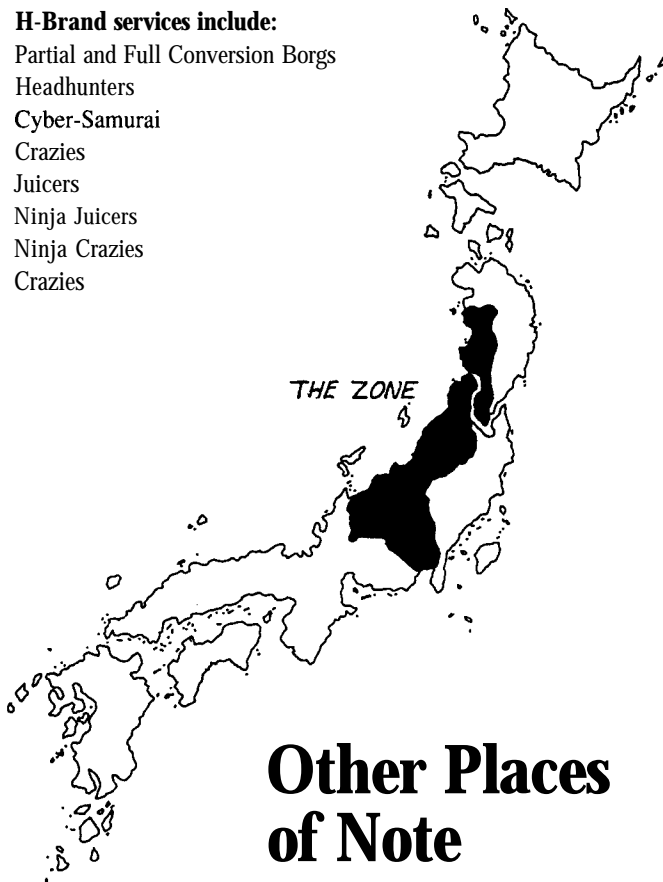 H-Brand services include:
Partial and Full Conversion Borgs
Headhunters
Cyber-Samurai
Crazies
Juicers
Ninja Juicers
Ninja Crazies
Crazies
THE ZONE
Other Places
of Note